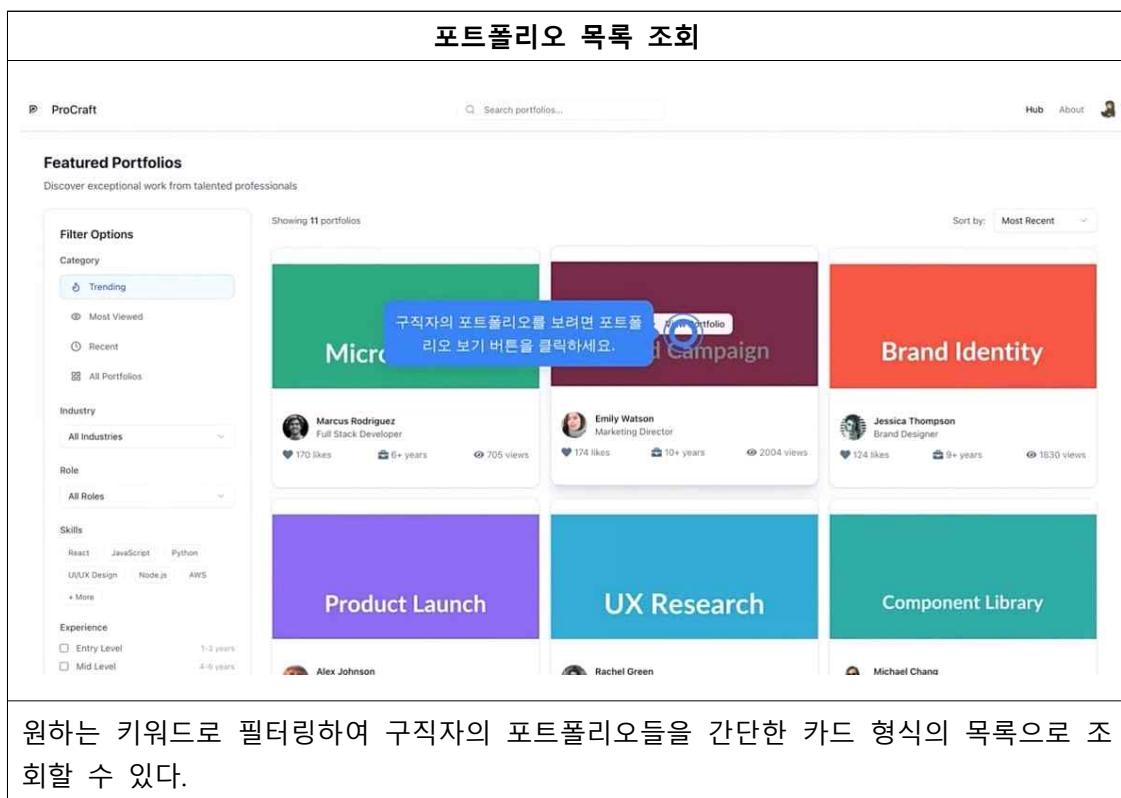 포트폴리오 목록 조회
ProCraft
Search portfolios...
Hub About
Featured Portfolios
Discover exceptional work from talented professionals
Filter Options
Category
Trending
Most Viewed
Recent
All Portfolios
Industry
All Industries
Role
All Roles
Skills
React JavaScript Python
UI/UX Design Node.js AWS
+ More
Experience
Entry Level 1-3 years
Mid Level 4-6 years
Showing 11 portfolios
Sort by: Most Recent
구직자의 포트폴리오를 보려면 포트폴
리오 보기 버튼을 클릭하세요.
Portfolio
Campaign
Brand Identity
Marcus Rodriguez
Full Stack Developer
170 likes 6+ years 705 views
Emily Watson
Marketing Director
174 likes 10+ years 2004 views
Jessica Thompson
Brand Designer
124 likes 9+ years 1830 views
Product Launch
UX Research
Component Library
Alex Johnson
Rachel Green
Michael Chang
원하는 키워드로 필터링하여 구직자의 포트폴리오들을 간단한 카드 형식의 목록으로 조
회할 수 있다.